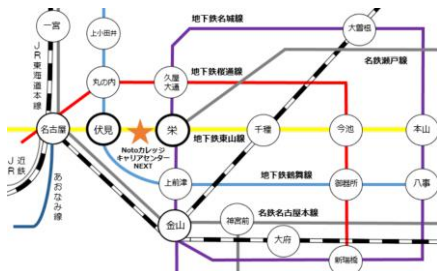 一宮
上小田井
地下鉄名城線
大曽根
JR東海道本線
丸の内
久屋大通
地下鉄桜通線
名鉄瀬戸線
名古屋
伏見
栄
千種
今池
本山
地下鉄東山線
Notoカレッジ
キャリアセンター
NEXT
近鉄
JR
あおなみ線
上前津
地下鉄鶴舞線
御器所
八事
金山
神宮前
名鉄名古屋本線
大府
新瑞橋